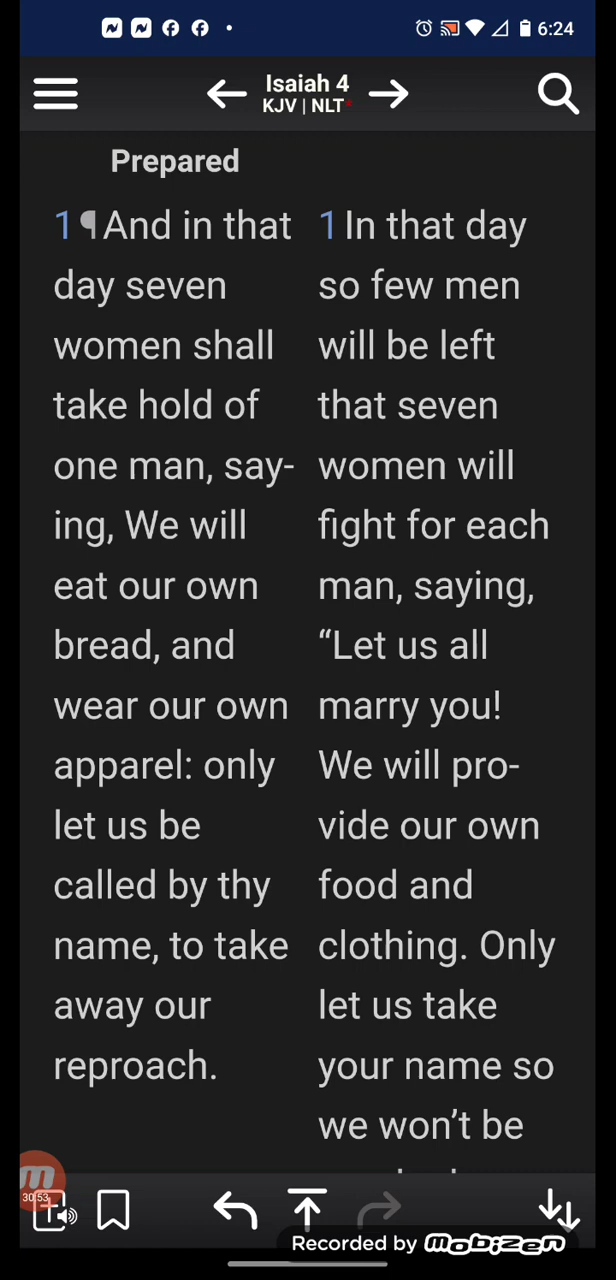 6:24
Isaiah 4
KJV | NLT*
Prepared
1 ¶ And in that
day seven
women shall
take hold of
one man, say-
ing, We will
eat our own
bread, and
wear our own
apparel: only
let us be
called by thy
name, to take
away our
reproach.
1 In that day
so few men
will be left
that seven
women will
fight for each
man, saying,
“Let us all
marry you!
We will pro-
vide our own
food and
clothing. Only
let us take
your name so
we won’t be
30:53
Recorded by mobizen